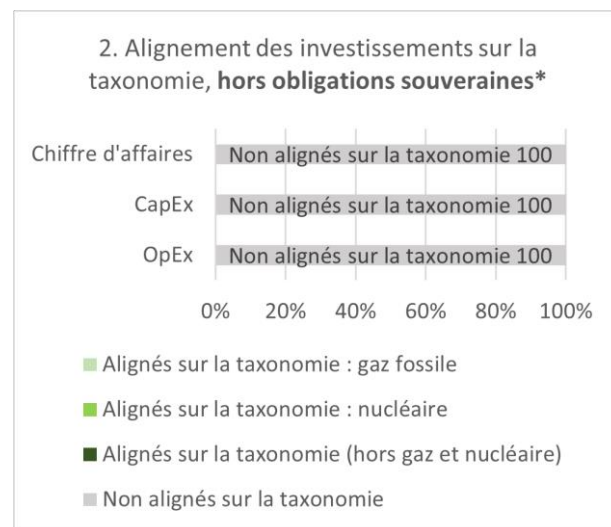 2. Alignement des investissements sur la
taxonomie, hors obligations souveraines*
Chiffre d'affaires
Non alignés sur la taxonomie 100
CapEx
Non alignés sur la taxonomie 100
OpEx
Non alignés sur la taxonomie 100
0% 20% 40% 60% 80% 100%
Alignés sur la taxonomie : gaz fossile
Alignés sur la taxonomie : nucléaire
Alignés sur la taxonomie (hors gaz et nucléaire)
Non alignés sur la taxonomie